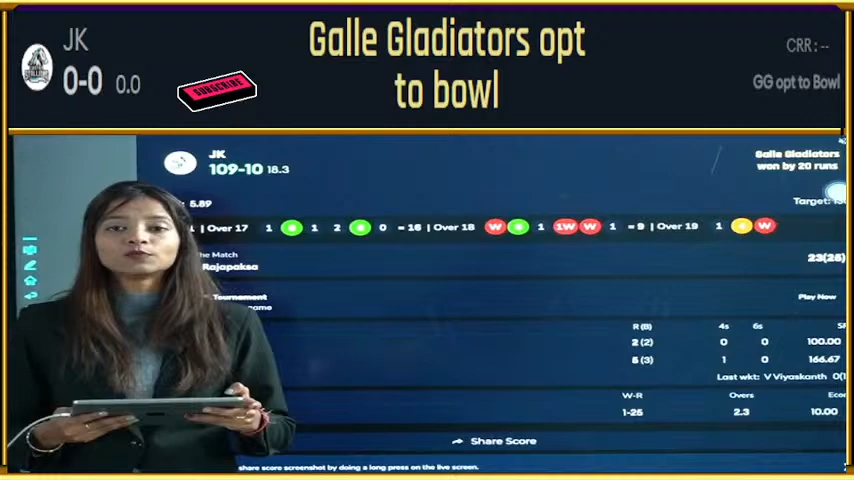 JK
0-0 0.0
SUBSCRIBE
Galle Gladiators opt
to bowl
CRR : --
GG opt to Bowl
JK
109-10 18.3
Galle Gladiators
won by 20 runs
5.89
Target:
| Over 17 1 1 2 0 = 16 | Over 18 W 1 1W W 1 = 9 | Over 19 1 W
he Match
Rajapaksa
23(25)
Tournament
Play Now
R (B) 4s 6s
2 (2) 0 0 100.00
5 (3) 1 0 166.67
Last wkt: V Viyaskanth
W-R Overs
1-25 2.3 10.00
Share Score
share score screenshot by doing a long press on the live screen.